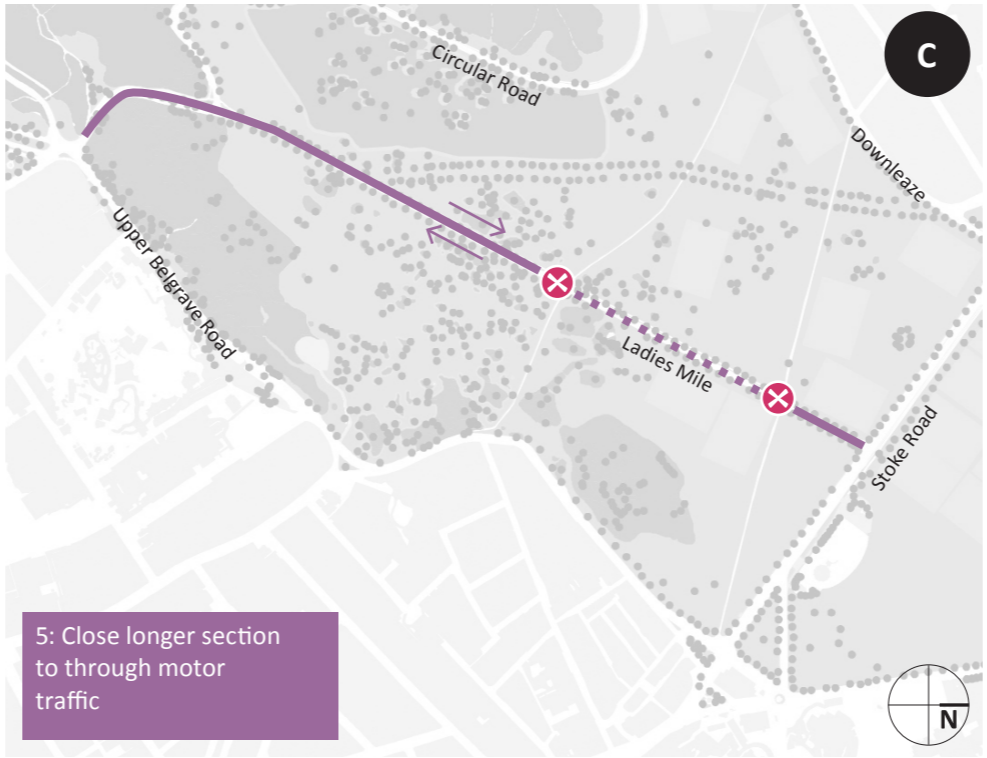 C
Circular Road
Downleaze
Upper Belgrave Road
Ladies Mile
Stoke Road
5: Close longer section
to through motor
traffic
N